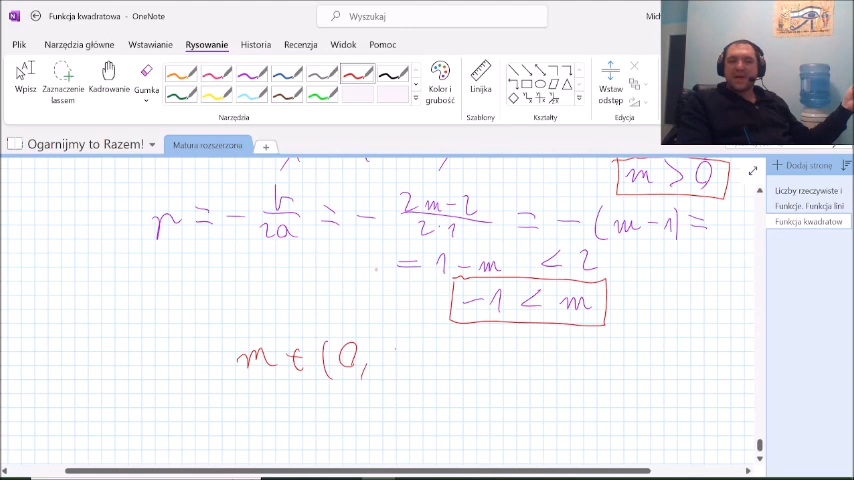 Funkcja kwadratowa - OneNote
Wyszukaj
Plik Narzędzia główne Wstawianie Rysowanie Historia Recenzja Widok Pomoc
Wpisz
Zaznaczenie lassem
Kadrowanie
Gumka
Kolor i grubość
Linijka
Wstaw odstęp
Narzędzia
Szablony
Kształty
Edycja
Ogarnijmy to Razem!
Matura rozszerzona
Dodaj stronę
Liczby rzeczywiste i
Funkcje. Funkcja lini
Funkcja kwadratow
m > 0
p = - b/2a = - 2m-2/2·1 = - (m-1) =
= 1 - m < 2
-1 < m
m ∈ (0,